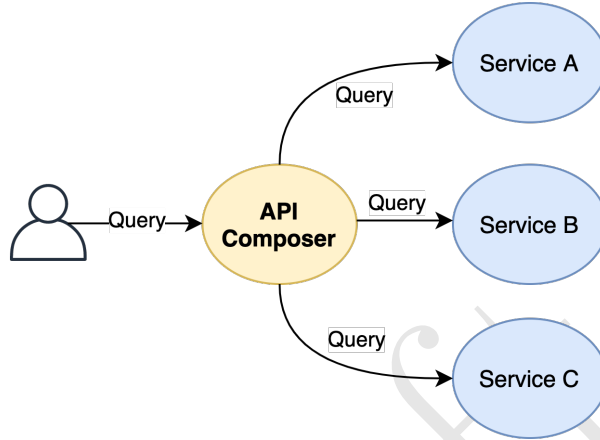 Service A
Query
Query
API
Composer
Query
Service B
Query
Service C